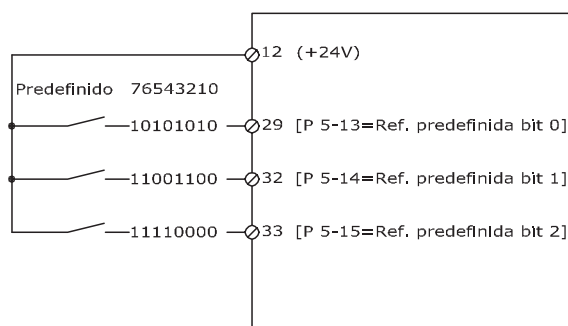 12 (+24V)
Predefinido 76543210
10101010 29 [P 5-13=Ref. predefinida bit 0]
11001100 32 [P 5-14=Ref. predefinida bit 1]
11110000 33 [P 5-15=Ref. predefinida bit 2]